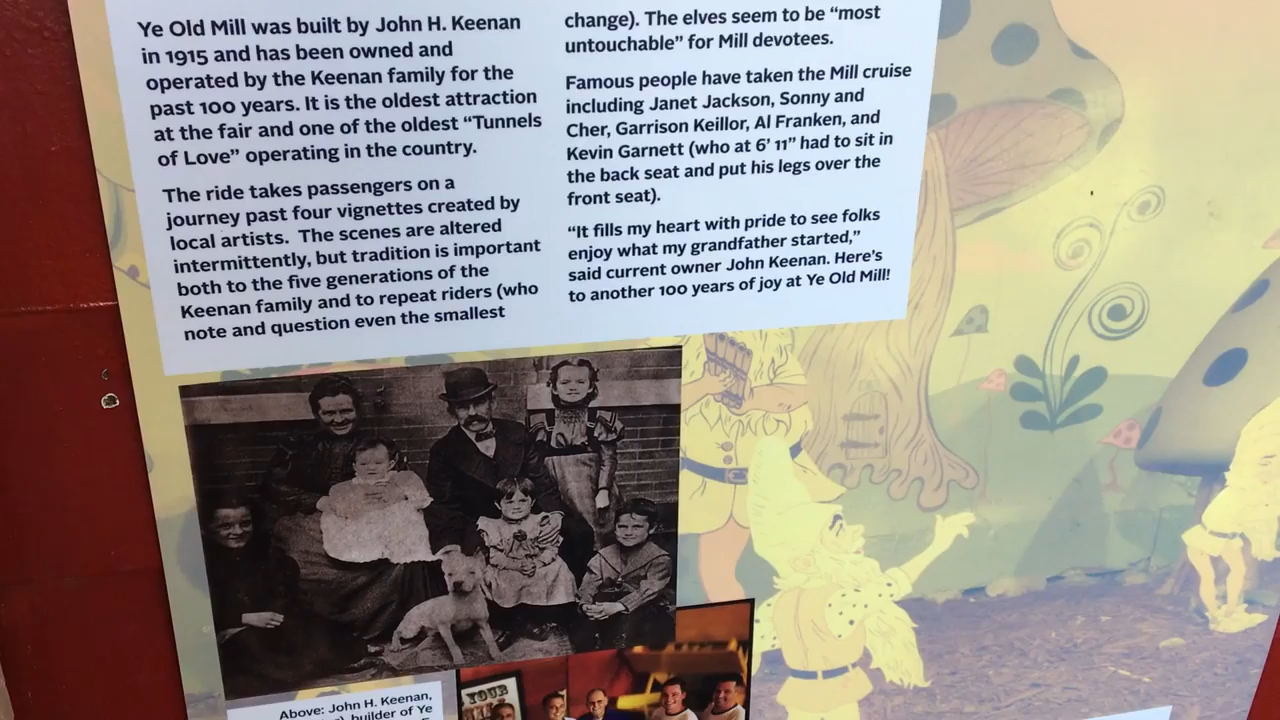 Ye Old Mill was built by John H. Keenan
in 1915 and has been owned and
operated by the Keenan family for the
past 100 years. It is the oldest attraction
at the fair and one of the oldest “Tunnels
of Love” operating in the country.
The ride takes passengers on a
journey past four vignettes created by
local artists. The scenes are altered
intermittently, but tradition is important
both to the five generations of the
Keenan family and to repeat riders (who
note and question even the smallest
change). The elves seem to be “most
untouchable” for Mill devotees.
Famous people have taken the Mill cruise
including Janet Jackson, Sonny and
Cher, Garrison Keillor, Al Franken, and
Kevin Garnett (who at 6’ 11” had to sit in
the back seat and put his legs over the
front seat).
“It fills my heart with pride to see folks
enjoy what my grandfather started,”
said current owner John Keenan. Here’s
to another 100 years of joy at Ye Old Mill!
Above: John H. Keenan,
builder of Ye
YOUR